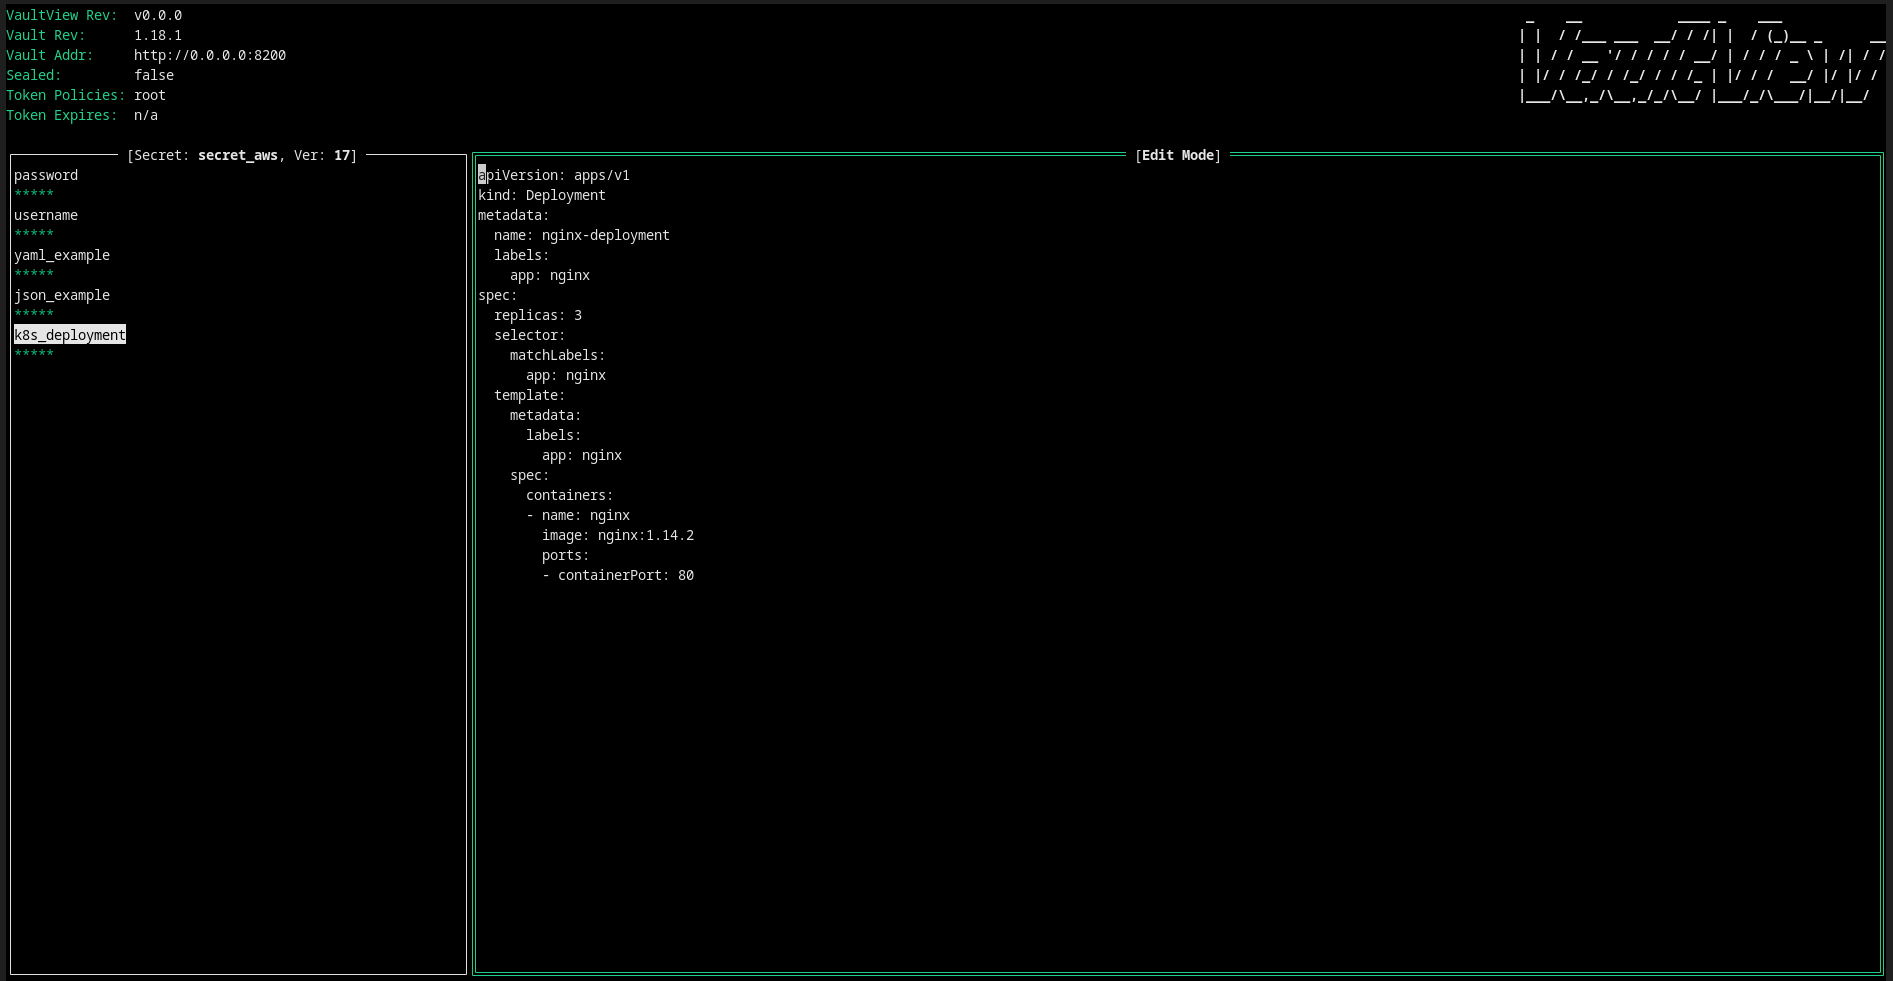 VaultView Rev: v0.0.0
Vault Rev: 1.18.1
Vault Addr: http://0.0.0.0:8200
Sealed: false
Token Policies: root
Token Expires: n/a
[Secret: secret_aws, Ver: 17]
password
*****
username
*****
yaml_example
*****
json_example
*****
k8s_deployment
*****
[Edit Mode]
apiVersion: apps/v1
kind: Deployment
metadata:
  name: nginx-deployment
  labels:
    app: nginx
spec:
  replicas: 3
  selector:
    matchLabels:
      app: nginx
  template:
    metadata:
      labels:
        app: nginx
    spec:
      containers:
      - name: nginx
        image: nginx:1.14.2
        ports:
        - containerPort: 80